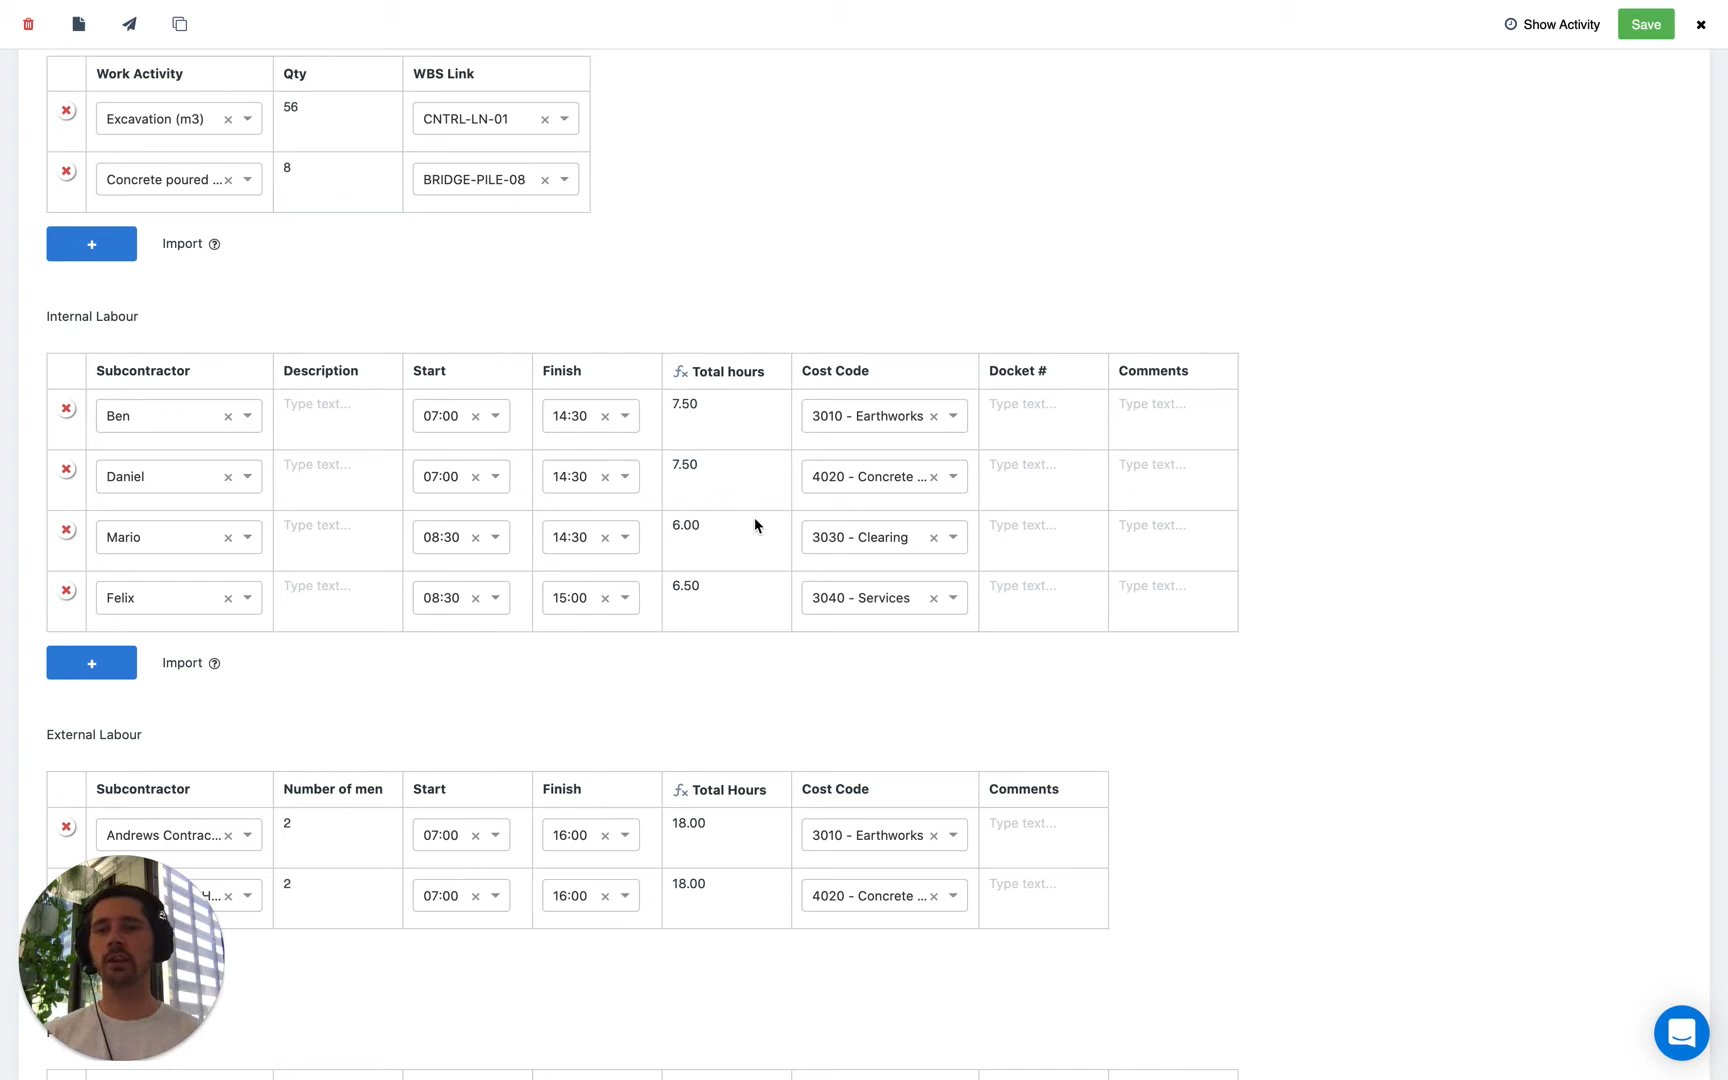 Show Activity Save
Work Activity Qty WBS Link
Excavation (m3) 56 CNTRL-LN-01
Concrete poured ... 8 BRIDGE-PILE-08
+ Import
Internal Labour
Subcontractor Description Start Finish fx Total hours Cost Code Docket # Comments
Ben Type text... 07:00 14:30 7.50 3010 - Earthworks Type text... Type text...
Daniel Type text... 07:00 14:30 7.50 4020 - Concrete ... Type text... Type text...
Mario Type text... 08:30 14:30 6.00 3030 - Clearing Type text... Type text...
Felix Type text... 08:30 15:00 6.50 3040 - Services Type text... Type text...
+ Import
External Labour
Subcontractor Number of men Start Finish fx Total Hours Cost Code Comments
Andrews Contrac... 2 07:00 16:00 18.00 3010 - Earthworks Type text...
H... 2 07:00 16:00 18.00 4020 - Concrete ... Type text...